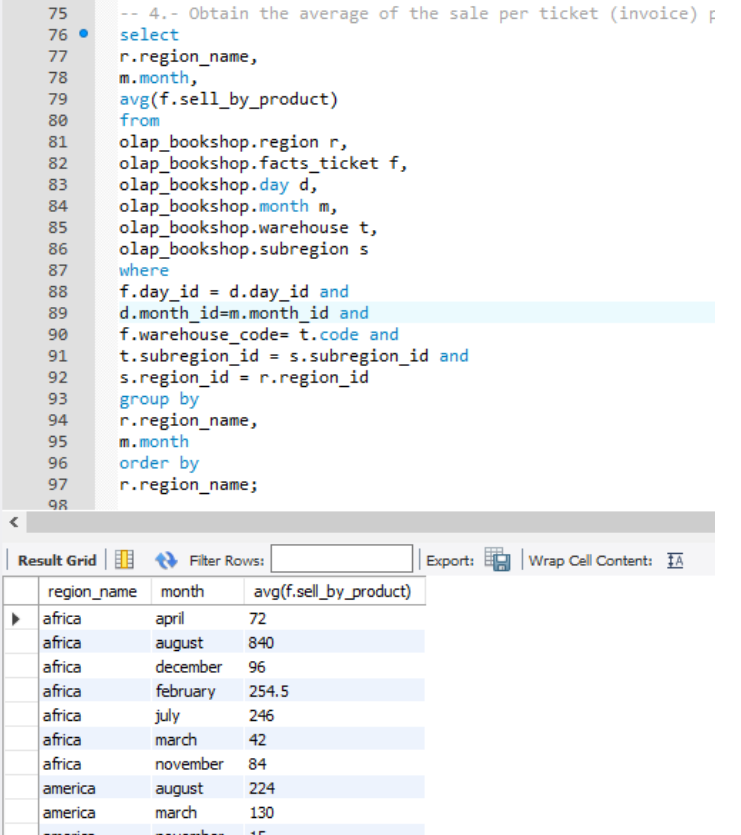 75 -- 4.- Obtain the average of the sale per ticket (invoice)
76 select
77 r.region_name,
78 m.month,
79 avg(f.sell_by_product)
80 from
81 olap_bookshop.region r,
82 olap_bookshop.facts_ticket f,
83 olap_bookshop.day d,
84 olap_bookshop.month m,
85 olap_bookshop.warehouse t,
86 olap_bookshop.subregion s
87 where
88 f.day_id = d.day_id and
89 d.month_id=m.month_id and
90 f.warehouse_code= t.code and
91 t.subregion_id = s.subregion_id and
92 s.region_id = r.region_id
93 group by
94 r.region_name,
95 m.month
96 order by
97 r.region_name;
98
Result Grid Filter Rows: Export: Wrap Cell Content:
region_name month avg(f.sell_by_product)
africa april 72
africa august 840
africa december 96
africa february 254.5
africa july 246
africa march 42
africa november 84
america august 224
america march 130
america november 15